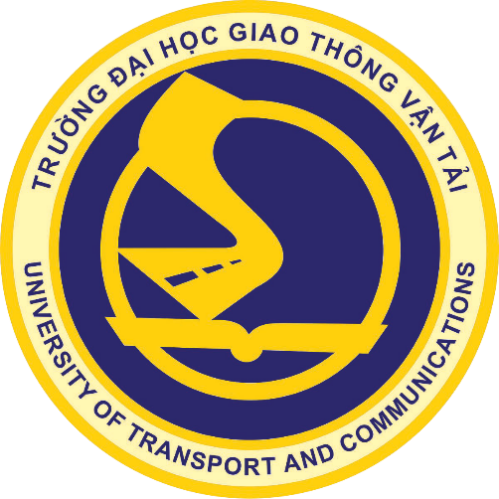 TRƯỜNG ĐẠI HỌC GIAO THÔNG VẬN TẢI
UNIVERSITY OF TRANSPORT AND COMMUNICATIONS